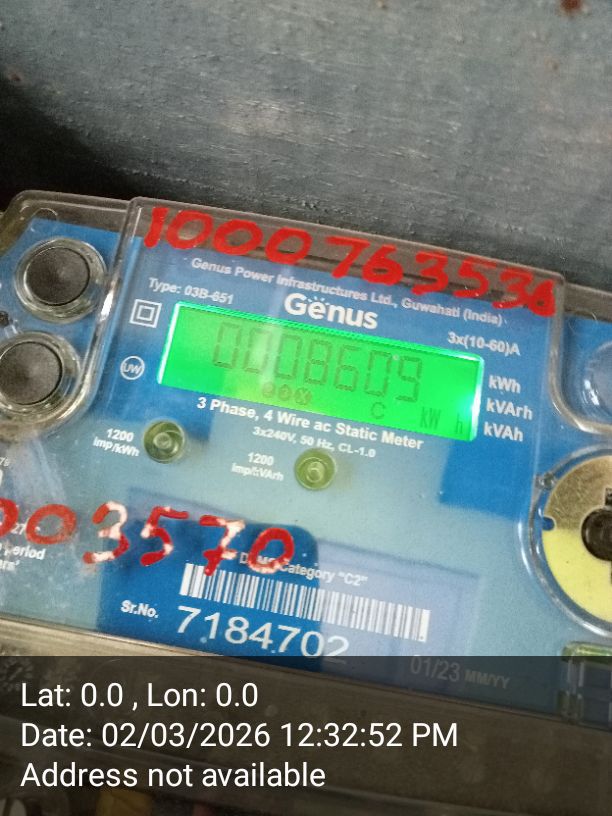 1000763536
Genus Power Infrastructures Ltd., Guwahati (India)
Type: 03B-651
Genus
3x(10-60)A
UW
0008609
C kW h
kWh
kVArh
kVAh
3 Phase, 4 Wire ac Static Meter
3x240V, 50 Hz, CL-1.0
1200
imp/kWh
1200
imp/kVArh
003570
Category "C2"
Sr.No. 7184702
01/23 MM/YY
Lat: 0.0 , Lon: 0.0
Date: 02/03/2026 12:32:52 PM
Address not available